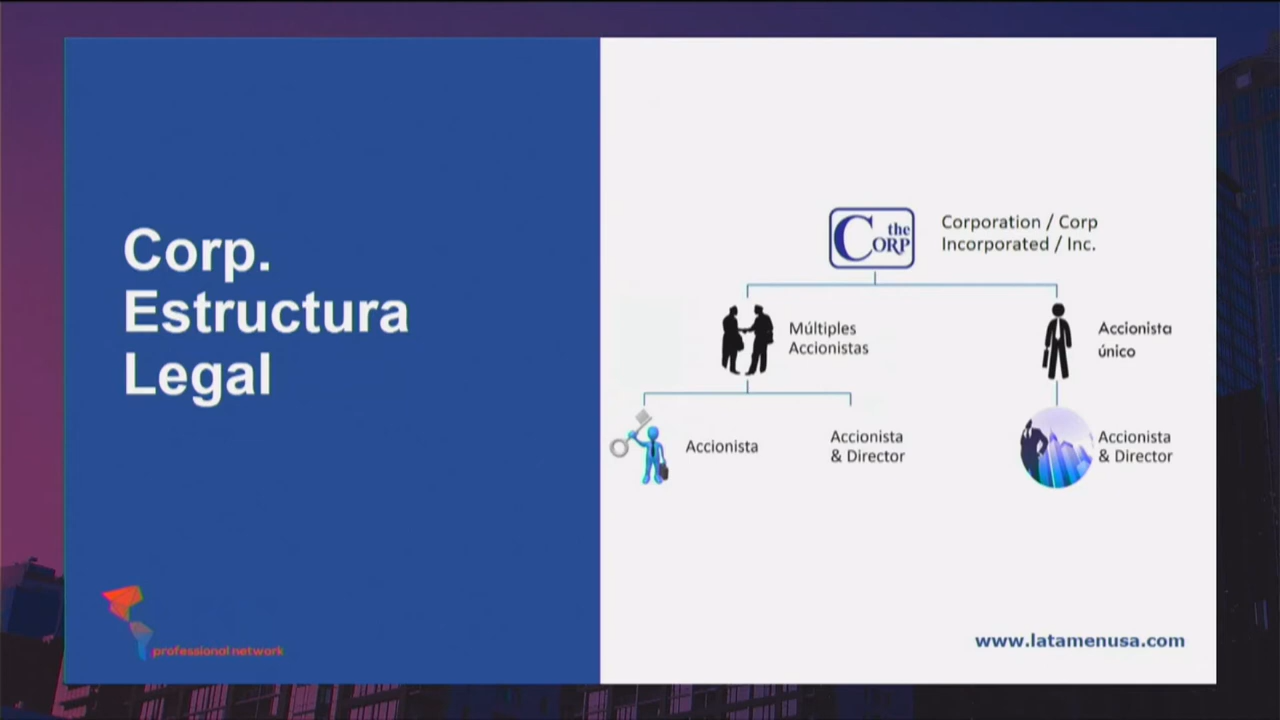 Corp.
Estructura
Legal
professional network
the
CORP
Corporation / Corp
Incorporated / Inc.
Múltiples
Accionistas
Accionista
único
Accionista
Accionista
& Director
Accionista
& Director
www.latamenusa.com